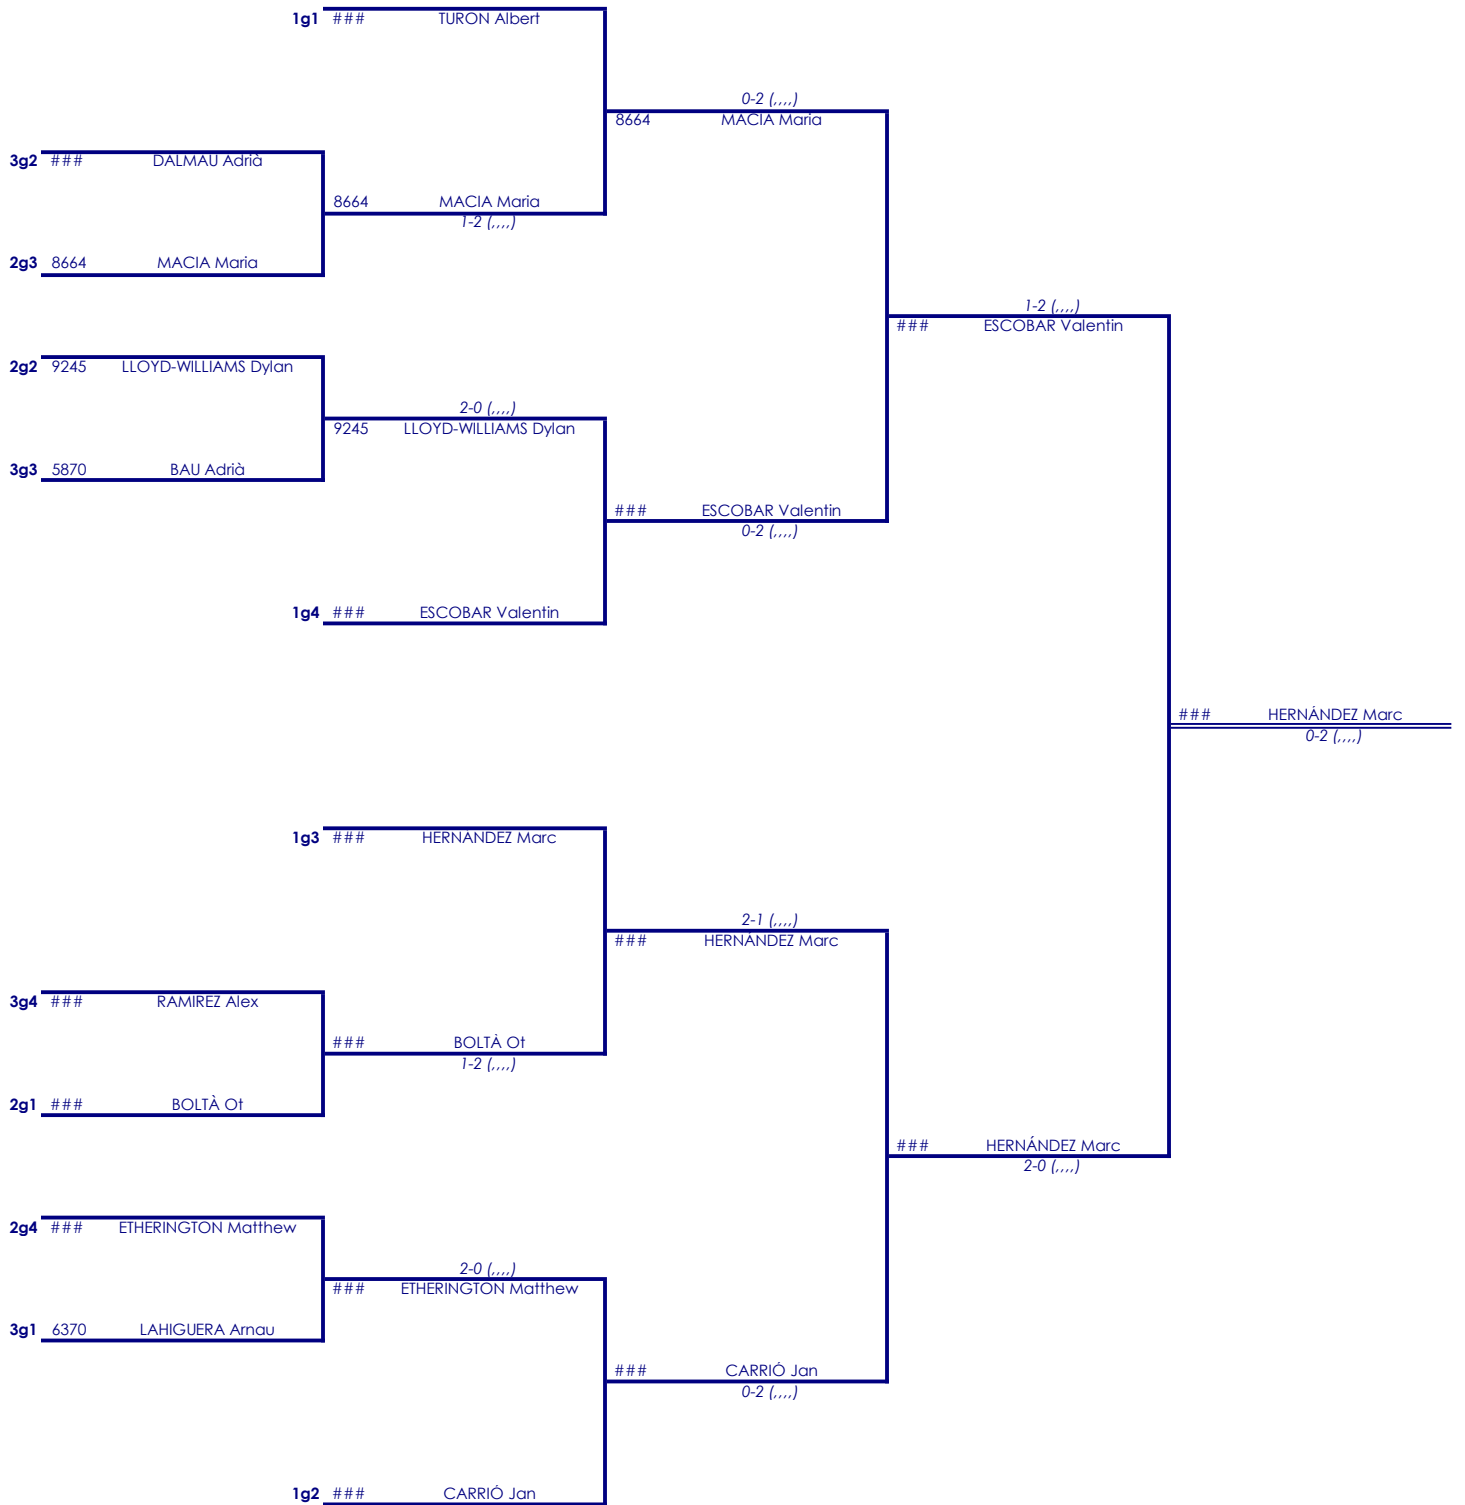 1g1 ### TURON Albert
0-2 (,,,,)
8664 MACIA Maria
3g2 ### DALMAU Adrià
8664 MACIA Maria
1-2 (,,,,)
2g3 8664 MACIA Maria
1-2 (,,,,)
### ESCOBAR Valentin
2g2 9245 LLOYD-WILLIAMS Dylan
2-0 (,,,,)
9245 LLOYD-WILLIAMS Dylan
3g3 5870 BAU Adrià
### ESCOBAR Valentin
0-2 (,,,,)
1g4 ### ESCOBAR Valentin
### HERNÁNDEZ Marc
0-2 (,,,,)
1g3 ### HERNÁNDEZ Marc
2-1 (,,,,)
### HERNÁNDEZ Marc
3g4 ### RAMIREZ Alex
### BOLTÀ Ot
1-2 (,,,,)
2g1 ### BOLTÀ Ot
### HERNÁNDEZ Marc
2-0 (,,,,)
2g4 ### ETHERINGTON Matthew
2-0 (,,,,)
### ETHERINGTON Matthew
3g1 6370 LAHIGUERA Arnau
### CARRIÓ Jan
0-2 (,,,,)
1g2 ### CARRIÓ Jan